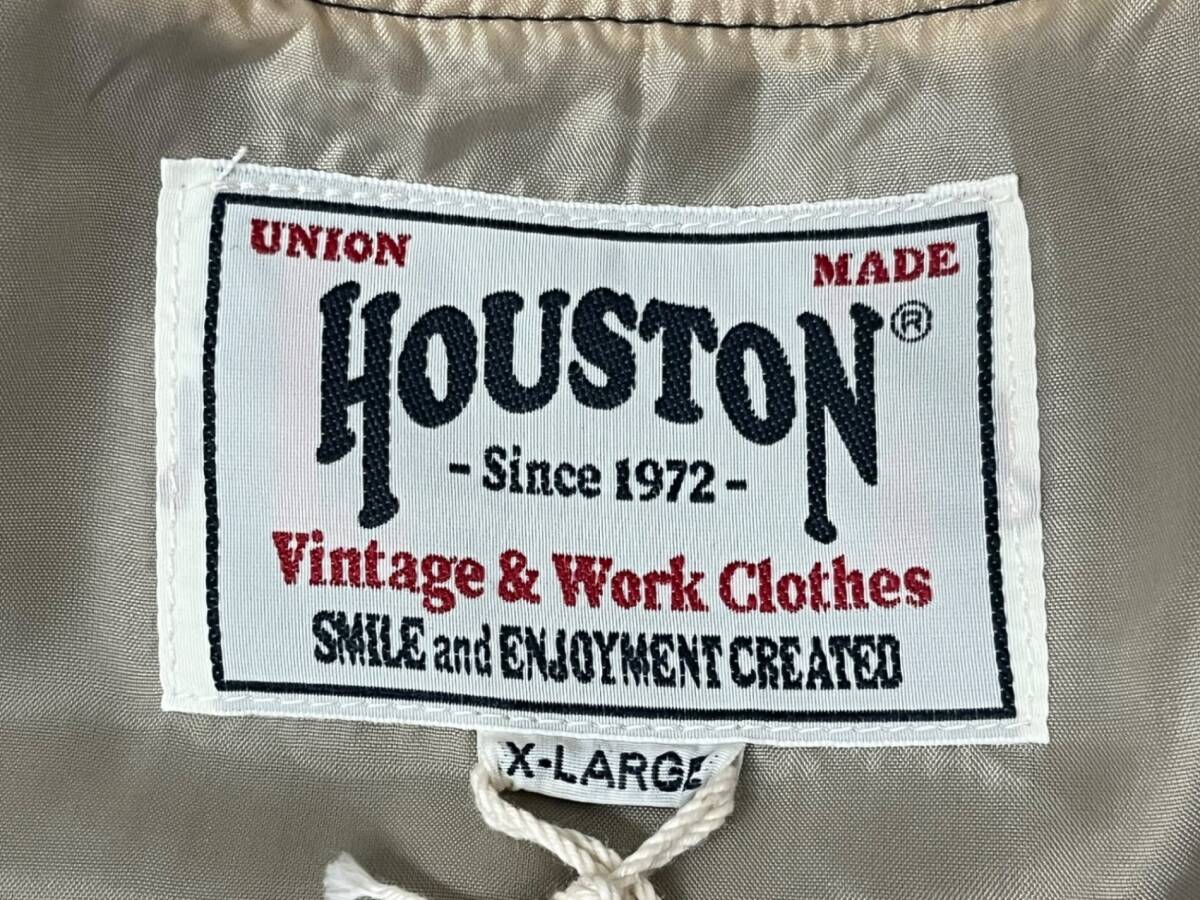 UNION MADE
HOUSTON®
- Since 1972 -
Vintage & Work Clothes
SMILE and ENJOYMENT CREATED
X-LARGE